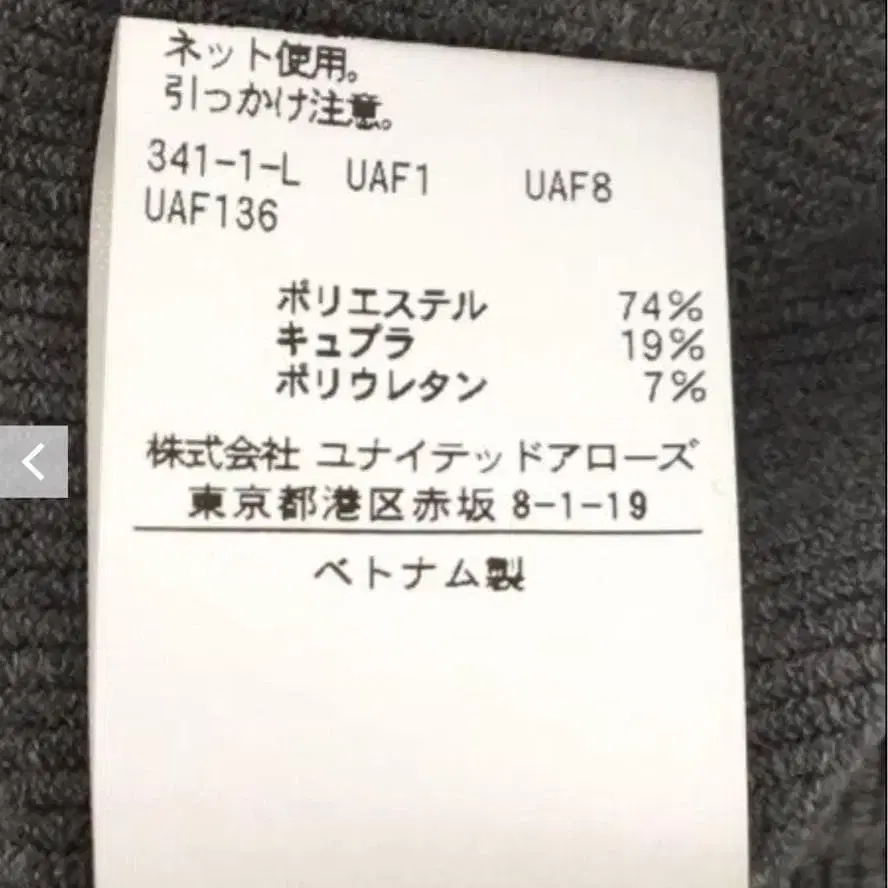 ネット使用。
引っかけ注意。
341-1-L UAF1 UAF8
UAF136
ポリエステル 74%
キュプラ 19%
ポリウレタン 7%
株式会社 ユナイテッドアローズ
東京都港区赤坂 8-1-19
ベトナム製